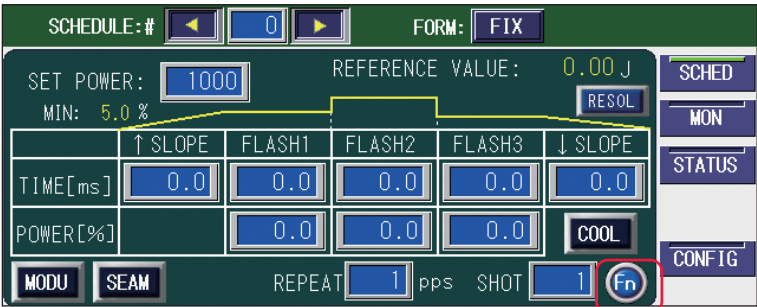 SCHEDULE:# 0 FORM: FIX
SET POWER: 1000 REFERENCE VALUE: 0.00 J
MIN: 5.0 % RESOL
↑ SLOPE FLASH1 FLASH2 FLASH3 ↓ SLOPE
TIME[ms] 0.0 0.0 0.0 0.0 0.0
POWER[%] 0.0 0.0 0.0 COOL
MODU SEAM REPEAT 1 pps SHOT 1 Fn
SCHED
MON
STATUS
CONFIG